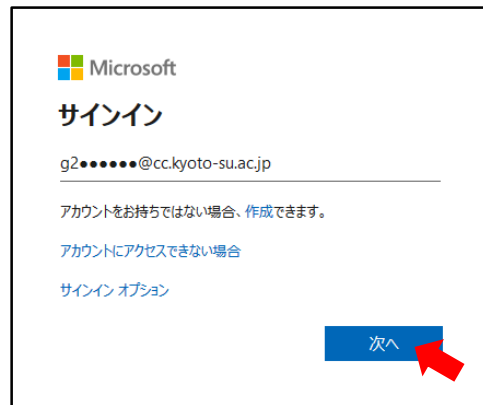 Microsoft
サインイン
g2●●●●●●@cc.kyoto-su.ac.jp
アカウントをお持ちではない場合、作成できます。
アカウントにアクセスできない場合
サインイン オプション
次へ